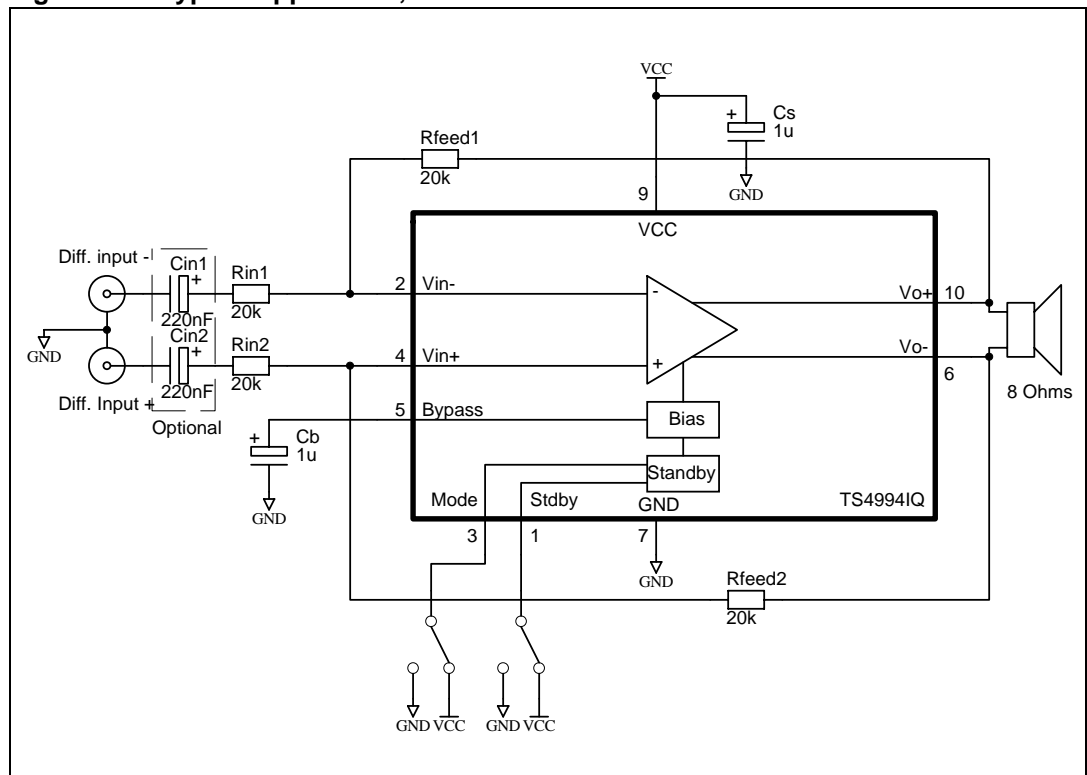 VCC
+
Cs
1u
GND
Rfeed1
20k
9
VCC
Diff. input -
Cin1
+
220nF
Rin1
20k
2
Vin-
-
Vo+
10
GND
Cin2
+
220nF
Rin2
20k
4
Vin+
+
Vo-
6
Diff. Input +
8 Ohms
Optional
5
Bypass
Bias
+
Cb
1u
GND
Standby
Mode
Stdby
GND
TS4994IQ
3
1
7
GND
Rfeed2
20k
GND
VCC
GND
VCC